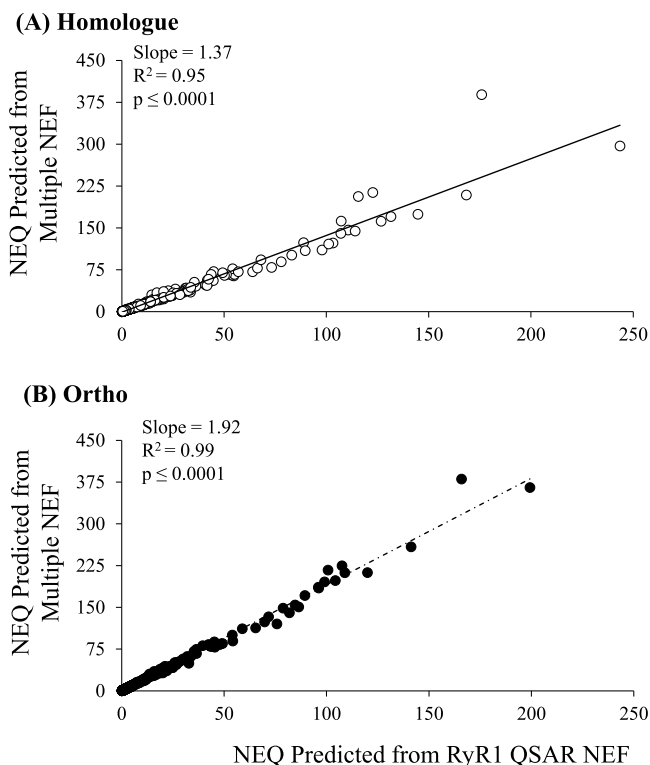 (A) Homologue
Slope = 1.37
R² = 0.95
p ≤ 0.0001
NEQ Predicted from
Multiple NEF
450
375
300
225
150
75
0
0
50
100
150
200
250
(B) Ortho
Slope = 1.92
R² = 0.99
p ≤ 0.0001
NEQ Predicted from
Multiple NEF
450
375
300
225
150
75
0
0
50
100
150
200
250
NEQ Predicted from RyR1 QSAR NEF